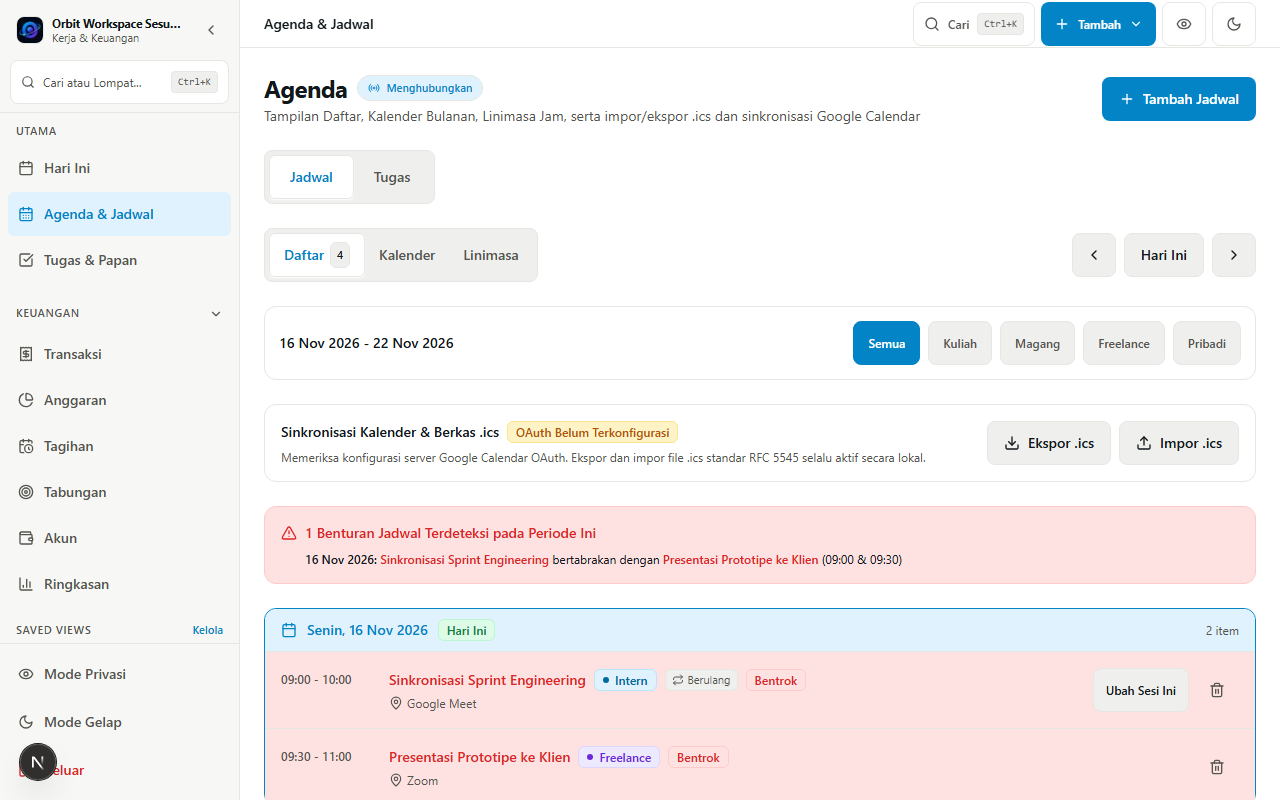 Orbit Workspace Sesu...
Kerja & Keuangan
Cari atau Lompat... Ctrl+K
UTAMA
Hari Ini
Agenda & Jadwal
Tugas & Papan
KEUANGAN
Transaksi
Anggaran
Tagihan
Tabungan
Akun
Ringkasan
SAVED VIEWS Kelola
Mode Privasi
Mode Gelap
N eluar
Agenda & Jadwal
Cari Ctrl+K
Tambah
Agenda Menghubungkan
Tampilan Daftar, Kalender Bulanan, Linimasa Jam, serta impor/ekspor .ics dan sinkronisasi Google Calendar
Tambah Jadwal
Jadwal Tugas
Daftar 4 Kalender Linimasa
Hari Ini
16 Nov 2026 - 22 Nov 2026
Semua Kuliah Magang Freelance Pribadi
Sinkronisasi Kalender & Berkas .ics OAuth Belum Terkonfigurasi
Memeriksa konfigurasi server Google Calendar OAuth. Ekspor dan impor file .ics standar RFC 5545 selalu aktif secara lokal.
Ekspor .ics Impor .ics
1 Benturan Jadwal Terdeteksi pada Periode Ini
16 Nov 2026: Sinkronisasi Sprint Engineering bertabrakan dengan Presentasi Prototipe ke Klien (09:00 & 09:30)
Senin, 16 Nov 2026 Hari Ini 2 item
09:00 - 10:00 Sinkronisasi Sprint Engineering Intern Berulang Bentrok
Google Meet
Ubah Sesi Ini
09:30 - 11:00 Presentasi Prototipe ke Klien Freelance Bentrok
Zoom